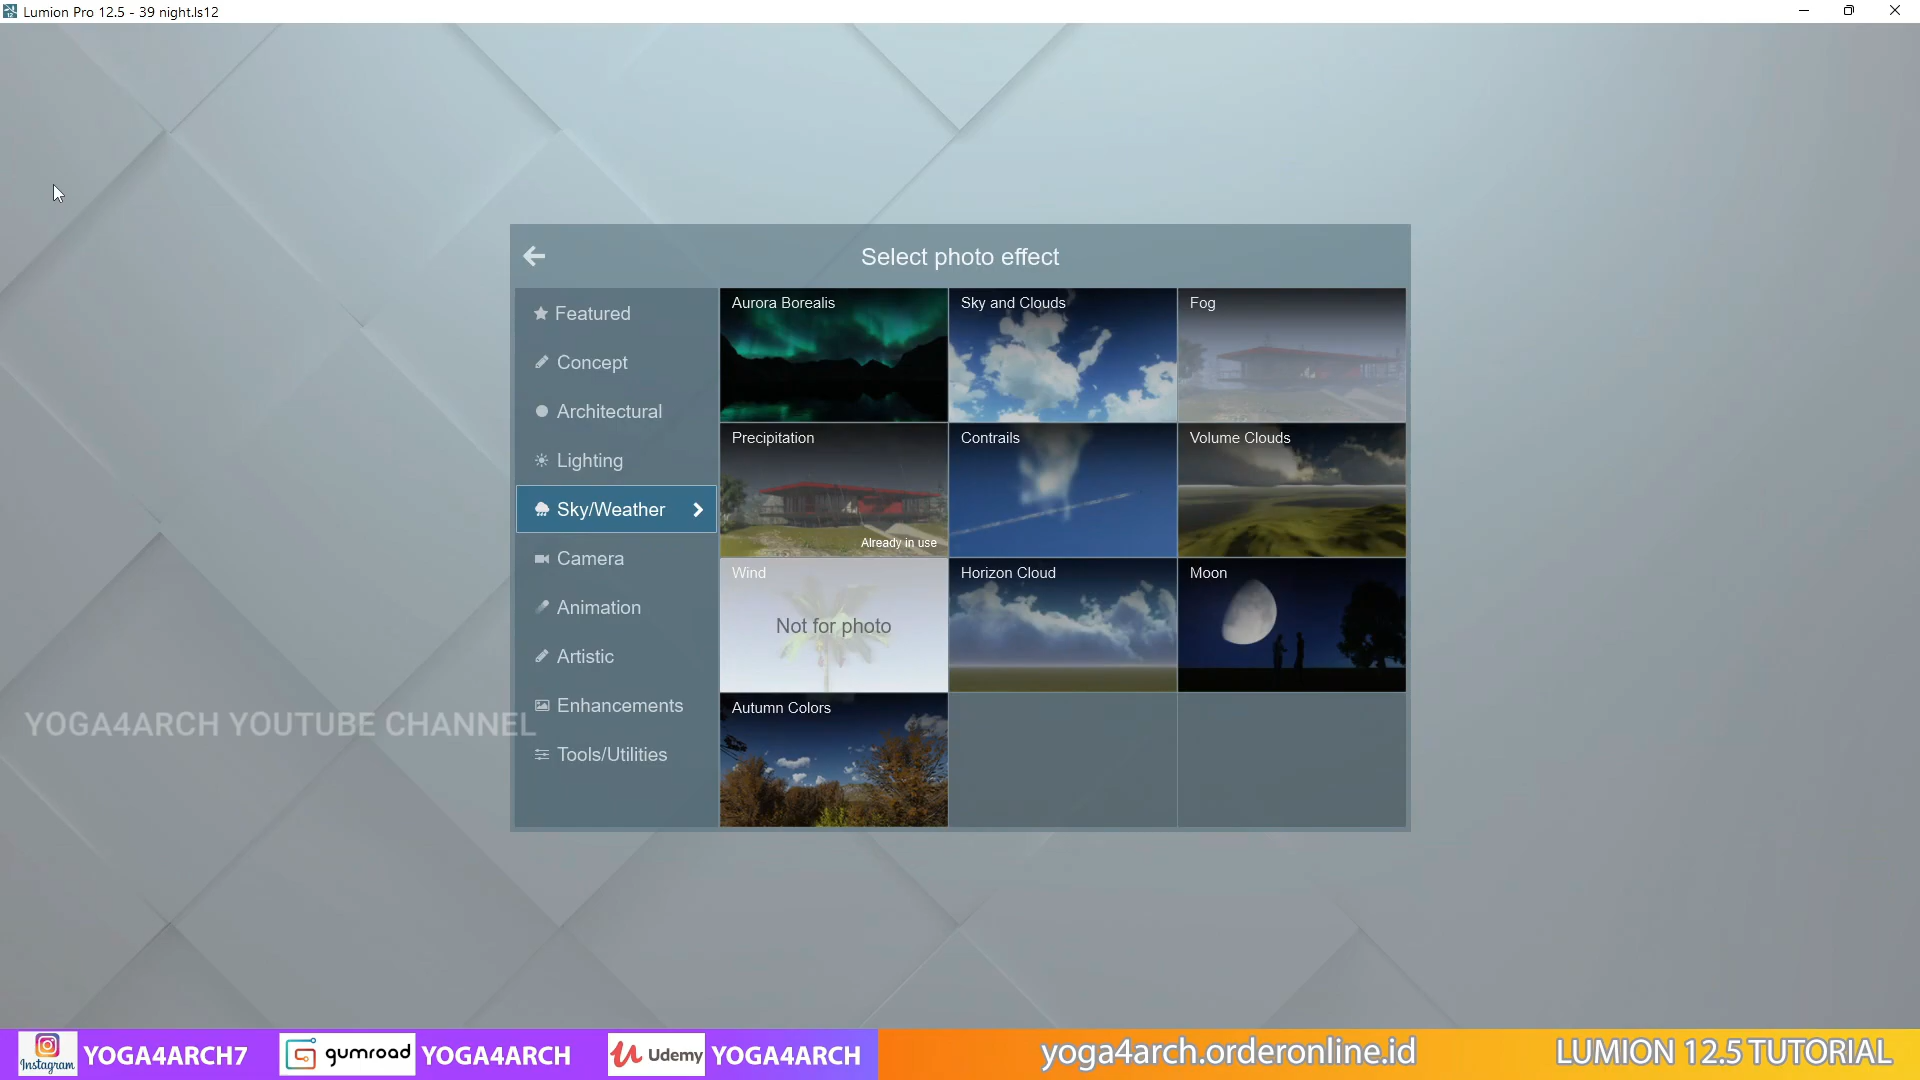 Lumion Pro 12.5 - 39 night.ls12
Select photo effect
Featured
Concept
Architectural
Lighting
Sky/Weather
Camera
Animation
Artistic
Enhancements
Tools/Utilities
Aurora Borealis
Sky and Clouds
Fog
Precipitation
Already in use
Contrails
Volume Clouds
Wind
Not for photo
Horizon Cloud
Moon
Autumn Colors
YOGA4ARCH YOUTUBE CHANNEL
Instagram
YOGA4ARCH7
gumroad
YOGA4ARCH
Udemy
YOGA4ARCH
yoga4arch.orderonline.id
LUMION 12.5 TUTORIAL